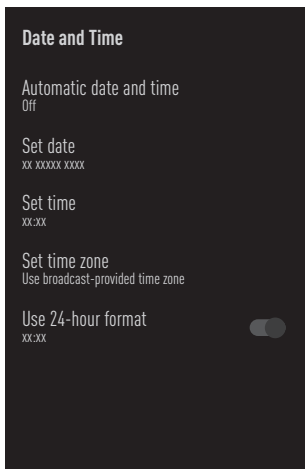 Date and Time
Automatic date and time
Off
Set date
xx xxxxx xxxx
Set time
xx:xx
Set time zone
Use broadcast-provided time zone
Use 24-hour format
xx:xx